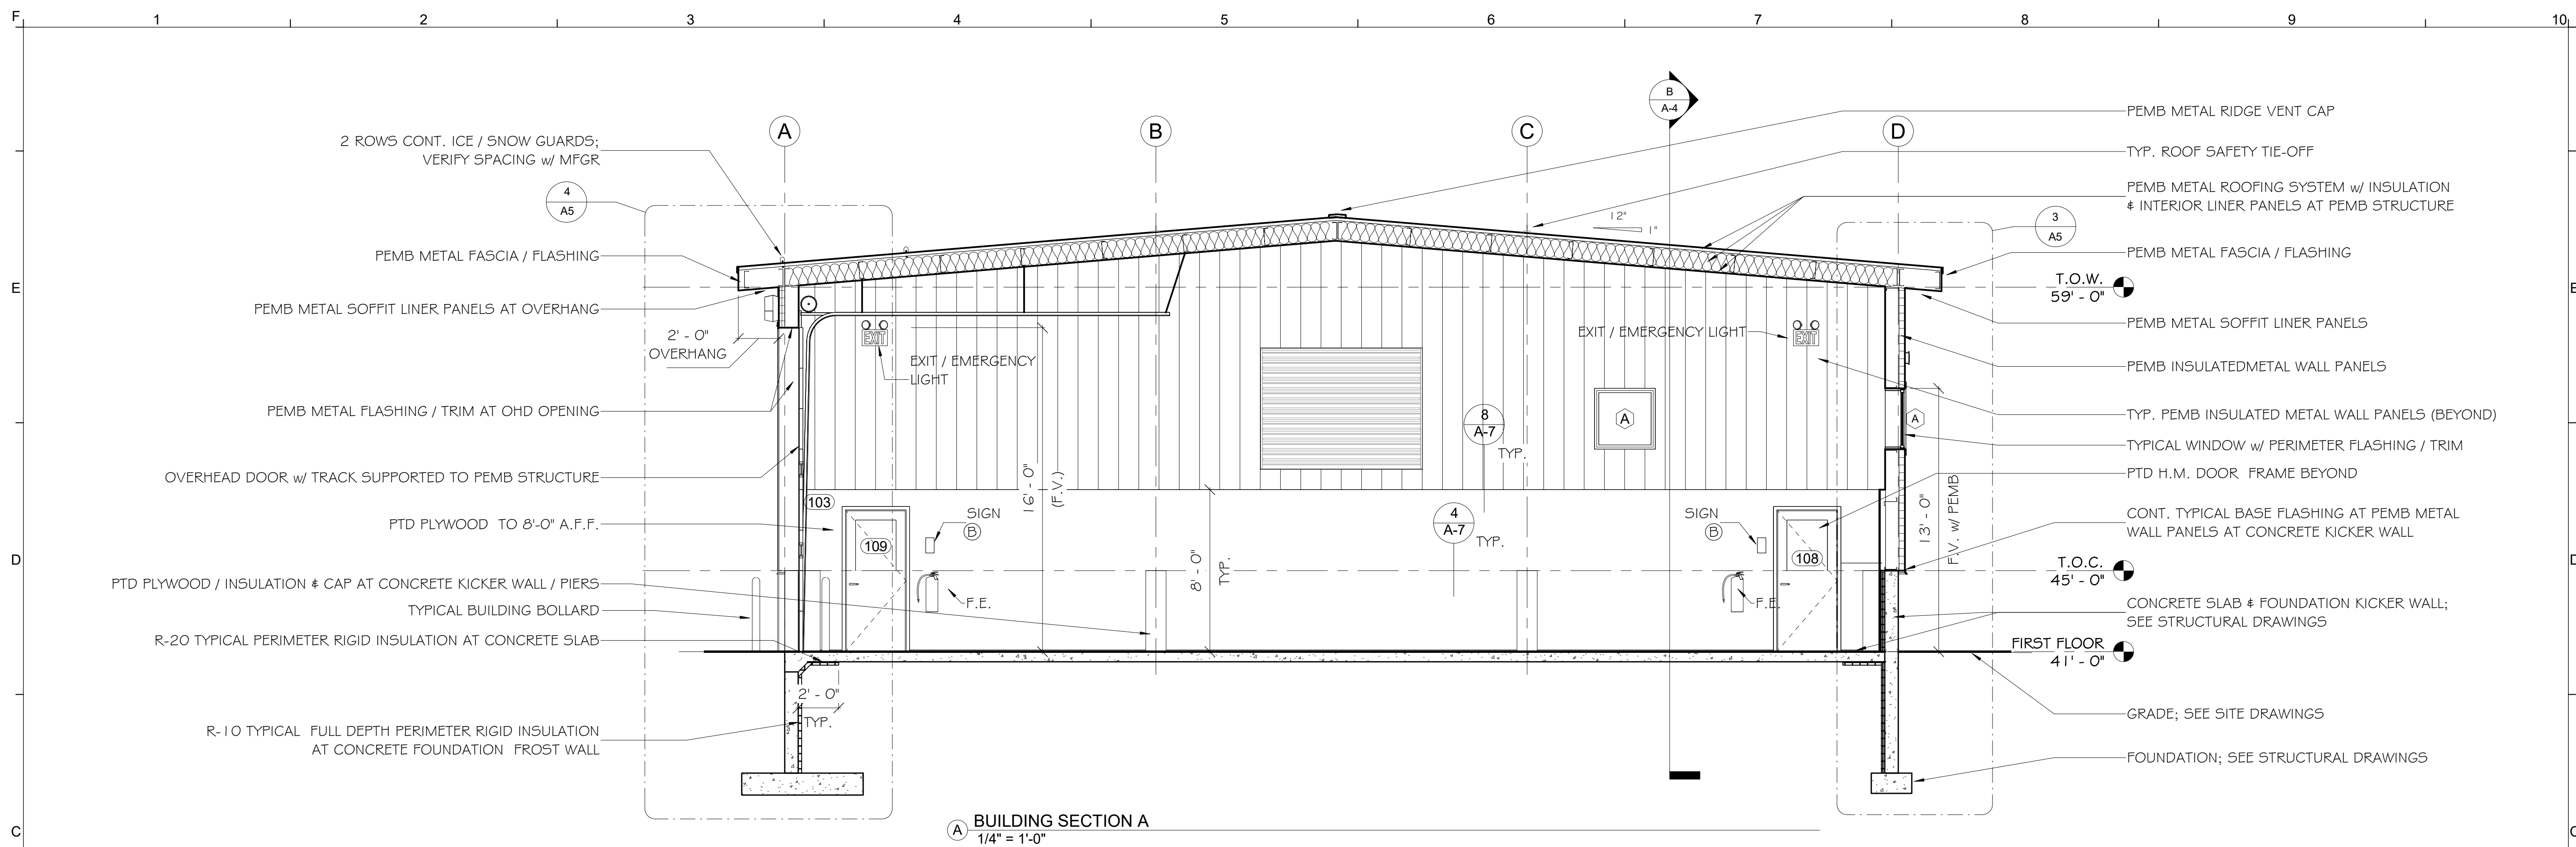 F
1
2
3
4
5
6
7
8
9
10
B
A-4
PEMB METAL RIDGE VENT CAP
2 ROWS CONT. ICE / SNOW GUARDS;
VERIFY SPACING w/ MFGR
A
B
C
D
TYP. ROOF SAFETY TIE-OFF
4
A5
PEMB METAL ROOFING SYSTEM w/ INSULATION
& INTERIOR LINER PANELS AT PEMB STRUCTURE
12"
1"
3
A5
PEMB METAL FASCIA / FLASHING
PEMB METAL FASCIA / FLASHING
E
T.O.W.
59' - 0"
E
PEMB METAL SOFFIT LINER PANELS AT OVERHANG
PEMB METAL SOFFIT LINER PANELS
2' - 0"
OVERHANG
EXIT
EXIT / EMERGENCY
LIGHT
EXIT / EMERGENCY LIGHT
EXIT
PEMB INSULATEDMETAL WALL PANELS
PEMB METAL FLASHING / TRIM AT OHD OPENING
8
A-7
TYP.
A
A
TYP. PEMB INSULATED METAL WALL PANELS (BEYOND)
TYPICAL WINDOW w/ PERIMETER FLASHING / TRIM
OVERHEAD DOOR w/ TRACK SUPPORTED TO PEMB STRUCTURE
PTD H.M. DOOR  FRAME BEYOND
16' - 0"
(F.V.)
103
PTD PLYWOOD  TO 8'-0" A.F.F.
SIGN
B
4
A-7
TYP.
SIGN
B
13' - 0"
F.V. w/ PEMB
CONT. TYPICAL BASE FLASHING AT PEMB METAL
WALL PANELS AT CONCRETE KICKER WALL
109
108
D
T.O.C.
45' - 0"
D
PTD PLYWOOD / INSULATION & CAP AT CONCRETE KICKER WALL / PIERS
8' - 0"
TYP.
F.E.
F.E.
TYPICAL BUILDING BOLLARD
CONCRETE SLAB & FOUNDATION KICKER WALL;
SEE STRUCTURAL DRAWINGS
R-20 TYPICAL PERIMETER RIGID INSULATION AT CONCRETE SLAB
FIRST FLOOR
41' - 0"
2' - 0"
TYP.
GRADE; SEE SITE DRAWINGS
R-10 TYPICAL  FULL DEPTH PERIMETER RIGID INSULATION
AT CONCRETE FOUNDATION  FROST WALL
FOUNDATION; SEE STRUCTURAL DRAWINGS
C
A
BUILDING SECTION A
1/4" = 1'-0"
C